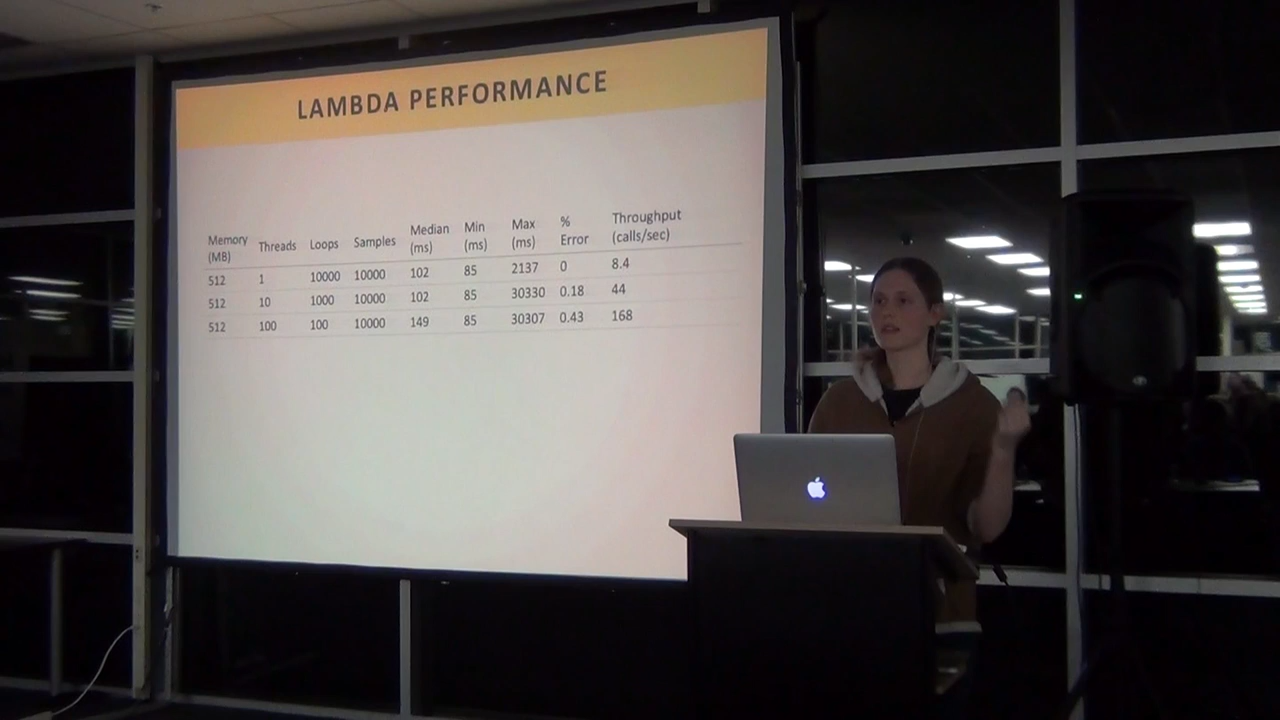 LAMBDA PERFORMANCE
Memory (MB) Threads Loops Samples Median (ms) Min (ms) Max (ms) % Error Throughput (calls/sec)
512 1 10000 10000 102 85 2137 0 8.4
512 10 1000 10000 102 85 30330 0.18 44
512 100 100 10000 149 85 30307 0.43 168